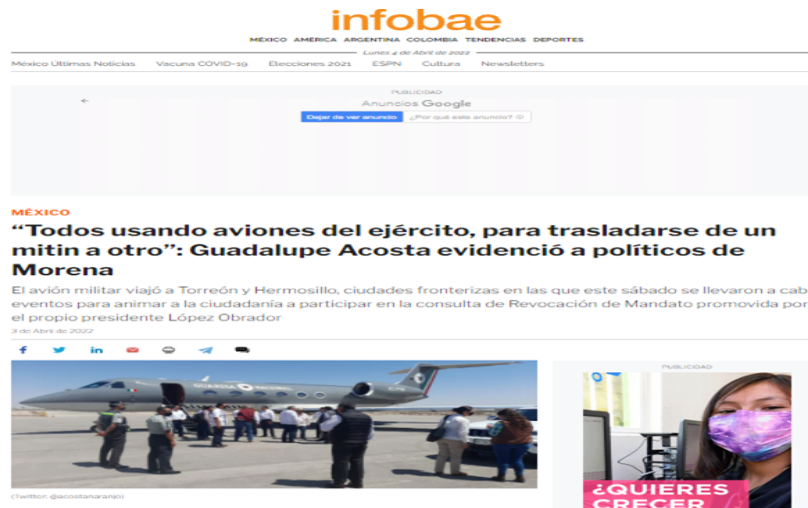 infobae
MÉXICO AMÉRICA ARGENTINA COLOMBIA TENDENCIAS DEPORTES
Lunes 4 de Abril de 2022
México Últimas Noticias Vacuna COVID-19 Elecciones 2021 ESPN Cultura Newsletters
PUBLICIDAD
Anuncios Google
Dejar de ver anuncio ¿Por qué este anuncio?
MÉXICO
“Todos usando aviones del ejército, para trasladarse de un
mitin a otro”: Guadalupe Acosta evidenció a políticos de
Morena
El avión militar viajó a Torreón y Hermosillo, ciudades fronterizas en las que este sábado se llevaron a cab
eventos para animar a la ciudadanía a participar en la consulta de Revocación de Mandato promovida por
el propio presidente López Obrador
3 de Abril de 2022
GUARDIA NACIONAL
(Twitter: @acostanaranjo)
PUBLICIDAD
¿QUIERES
CRECER